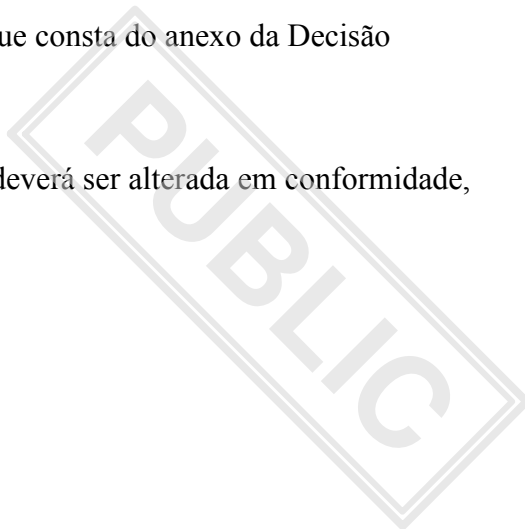 ue consta do anexo da Decisão
deverá ser alterada em conformidade,
PUBLIC